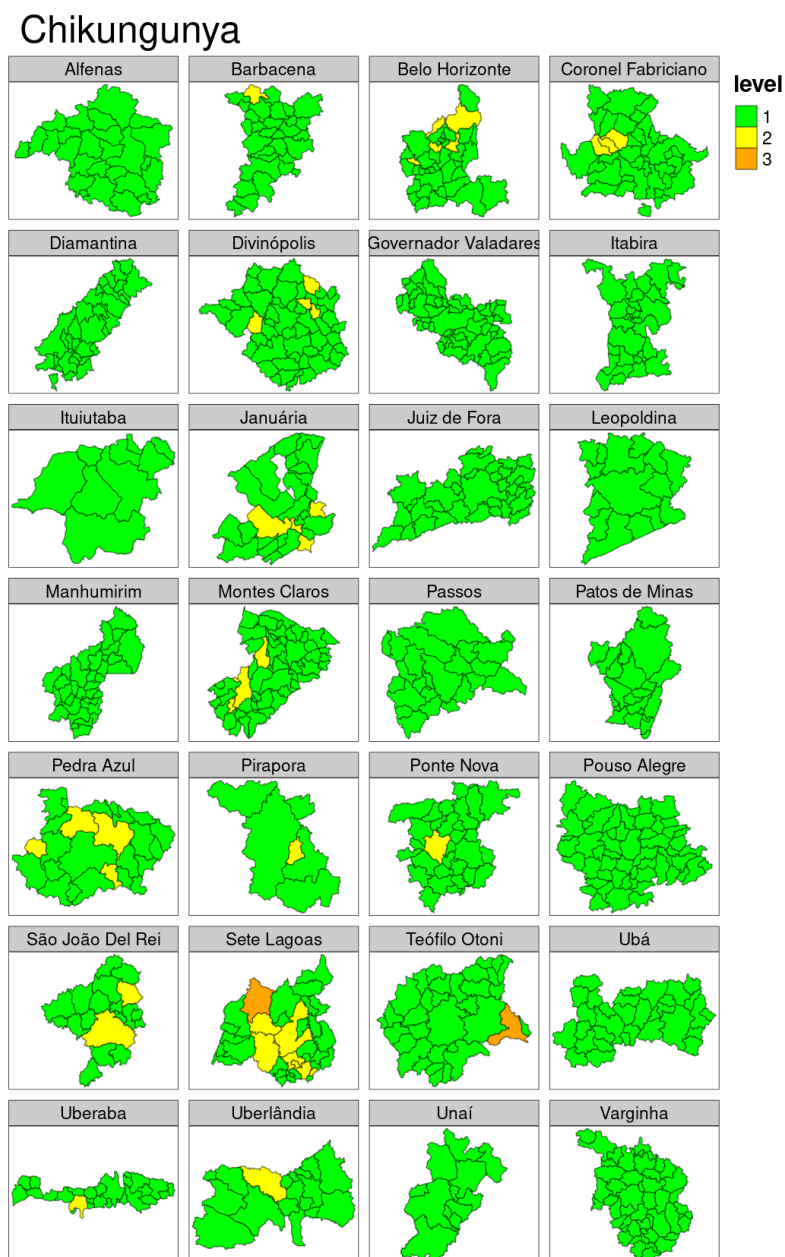 Chikungunya
Alfenas
Barbacena
Belo Horizonte
Coronel Fabriciano
level
1
2
3
Diamantina
Divinópolis
Governador Valadares
Itabira
Ituiutaba
Januária
Juiz de Fora
Leopoldina
Manhumirim
Montes Claros
Passos
Patos de Minas
Pedra Azul
Pirapora
Ponte Nova
Pouso Alegre
São João Del Rei
Sete Lagoas
Teófilo Otoni
Ubá
Uberaba
Uberlândia
Unaí
Varginha